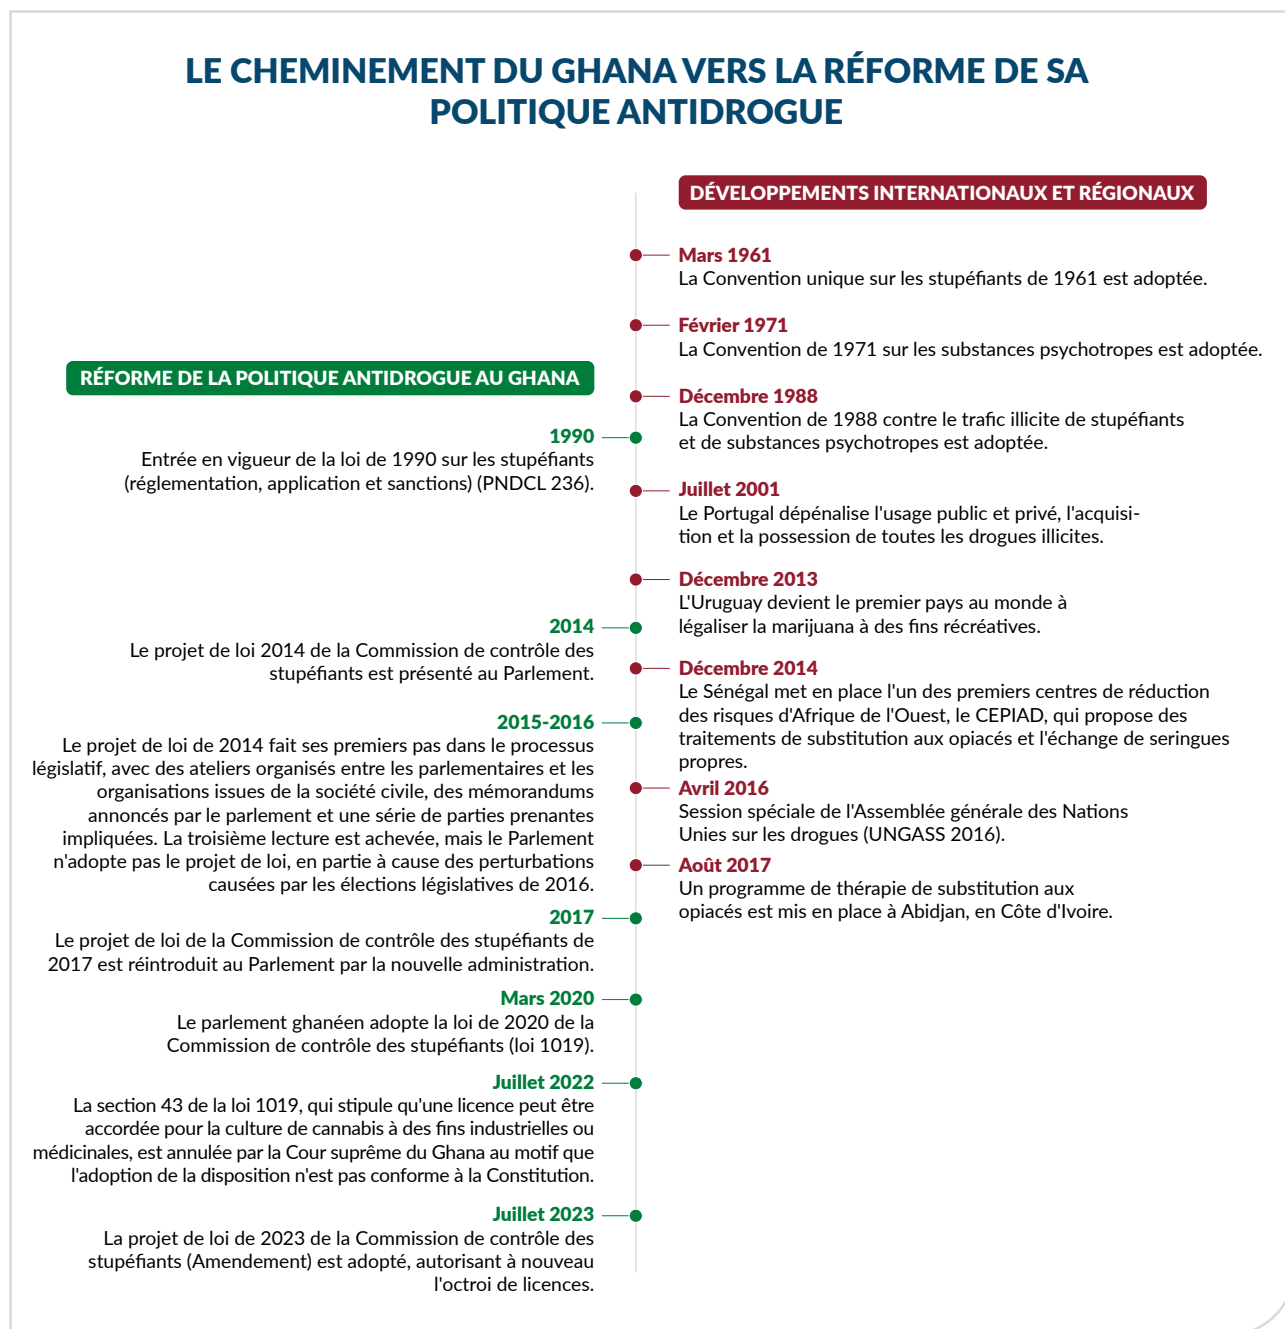 LE CHEMINEMENT DU GHANA VERS LA RÉFORME DE SA
POLITIQUE ANTIDROGUE
DÉVELOPPEMENTS INTERNATIONAUX ET RÉGIONAUX
Mars 1961
La Convention unique sur les stupéfiants de 1961 est adoptée.
Février 1971
La Convention de 1971 sur les substances psychotropes est adoptée.
Décembre 1988
La Convention de 1988 contre le trafic illicite de stupéfiants
et de substances psychotropes est adoptée.
Juillet 2001
Le Portugal dépénalise l'usage public et privé, l'acquisi-
tion et la possession de toutes les drogues illicites.
Décembre 2013
L'Uruguay devient le premier pays au monde à
légaliser la marijuana à des fins récréatives.
Décembre 2014
Le Sénégal met en place l'un des premiers centres de réduction
des risques d'Afrique de l'Ouest, le CEPIAD, qui propose des
traitements de substitution aux opiacés et l'échange de seringues
propres.
Avril 2016
Session spéciale de l'Assemblée générale des Nations
Unies sur les drogues (UNGASS 2016).
Août 2017
Un programme de thérapie de substitution aux
opiacés est mis en place à Abidjan, en Côte d'Ivoire.
RÉFORME DE LA POLITIQUE ANTIDROGUE AU GHANA
1990
Entrée en vigueur de la loi de 1990 sur les stupéfiants
(réglementation, application et sanctions) (PNDCL 236).
2014
Le projet de loi 2014 de la Commission de contrôle des
stupéfiants est présenté au Parlement.
2015-2016
Le projet de loi de 2014 fait ses premiers pas dans le processus
législatif, avec des ateliers organisés entre les parlementaires et les
organisations issues de la société civile, des mémorandums
annoncés par le parlement et une série de parties prenantes
impliquées. La troisième lecture est achevée, mais le Parlement
n'adopte pas le projet de loi, en partie à cause des perturbations
causées par les élections législatives de 2016.
2017
Le projet de loi de la Commission de contrôle des stupéfiants de
2017 est réintroduit au Parlement par la nouvelle administration.
Mars 2020
Le parlement ghanéen adopte la loi de 2020 de la
Commission de contrôle des stupéfiants (loi 1019).
Juillet 2022
La section 43 de la loi 1019, qui stipule qu'une licence peut être
accordée pour la culture de cannabis à des fins industrielles ou
médicinales, est annulée par la Cour suprême du Ghana au motif que
l'adoption de la disposition n'est pas conforme à la Constitution.
Juillet 2023
La projet de loi de 2023 de la Commission de contrôle des
stupéfiants (Amendement) est adopté, autorisant à nouveau
l'octroi de licences.